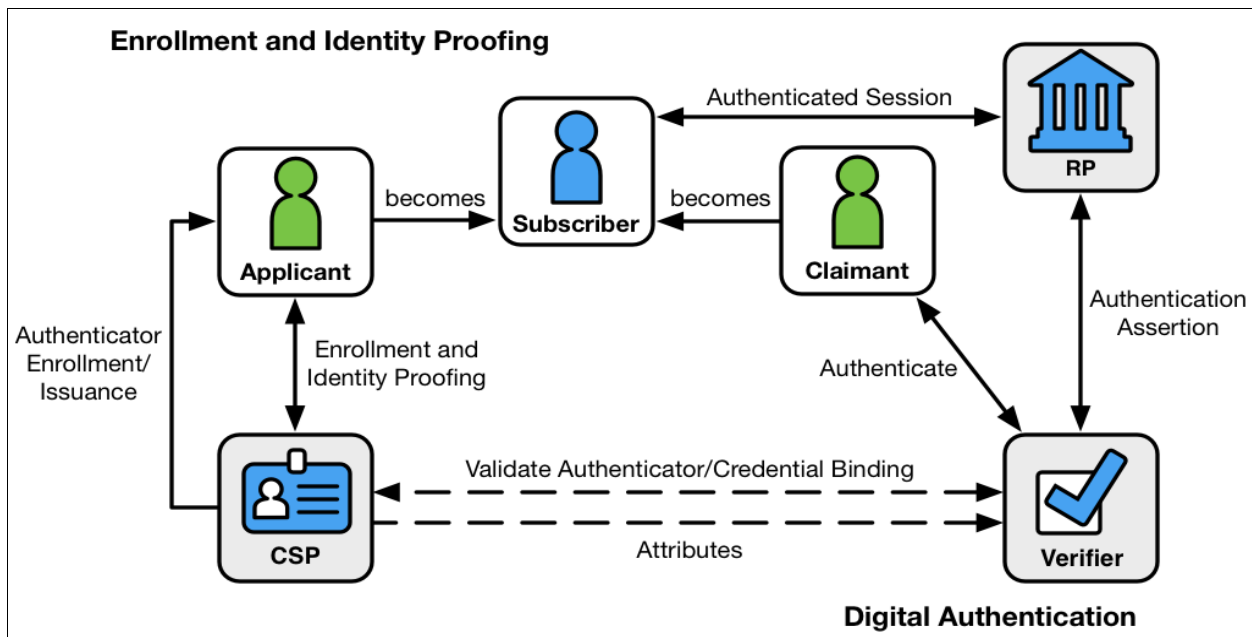 Enrollment and Identity Proofing
Authenticated Session
RP
becomes
Subscriber
becomes
Applicant
Claimant
Authenticator
Enrollment/
Issuance
Enrollment and
Identity Proofing
Authenticate
Authentication
Assertion
Validate Authenticator/Credential Binding
CSP
Attributes
Verifier
Digital Authentication